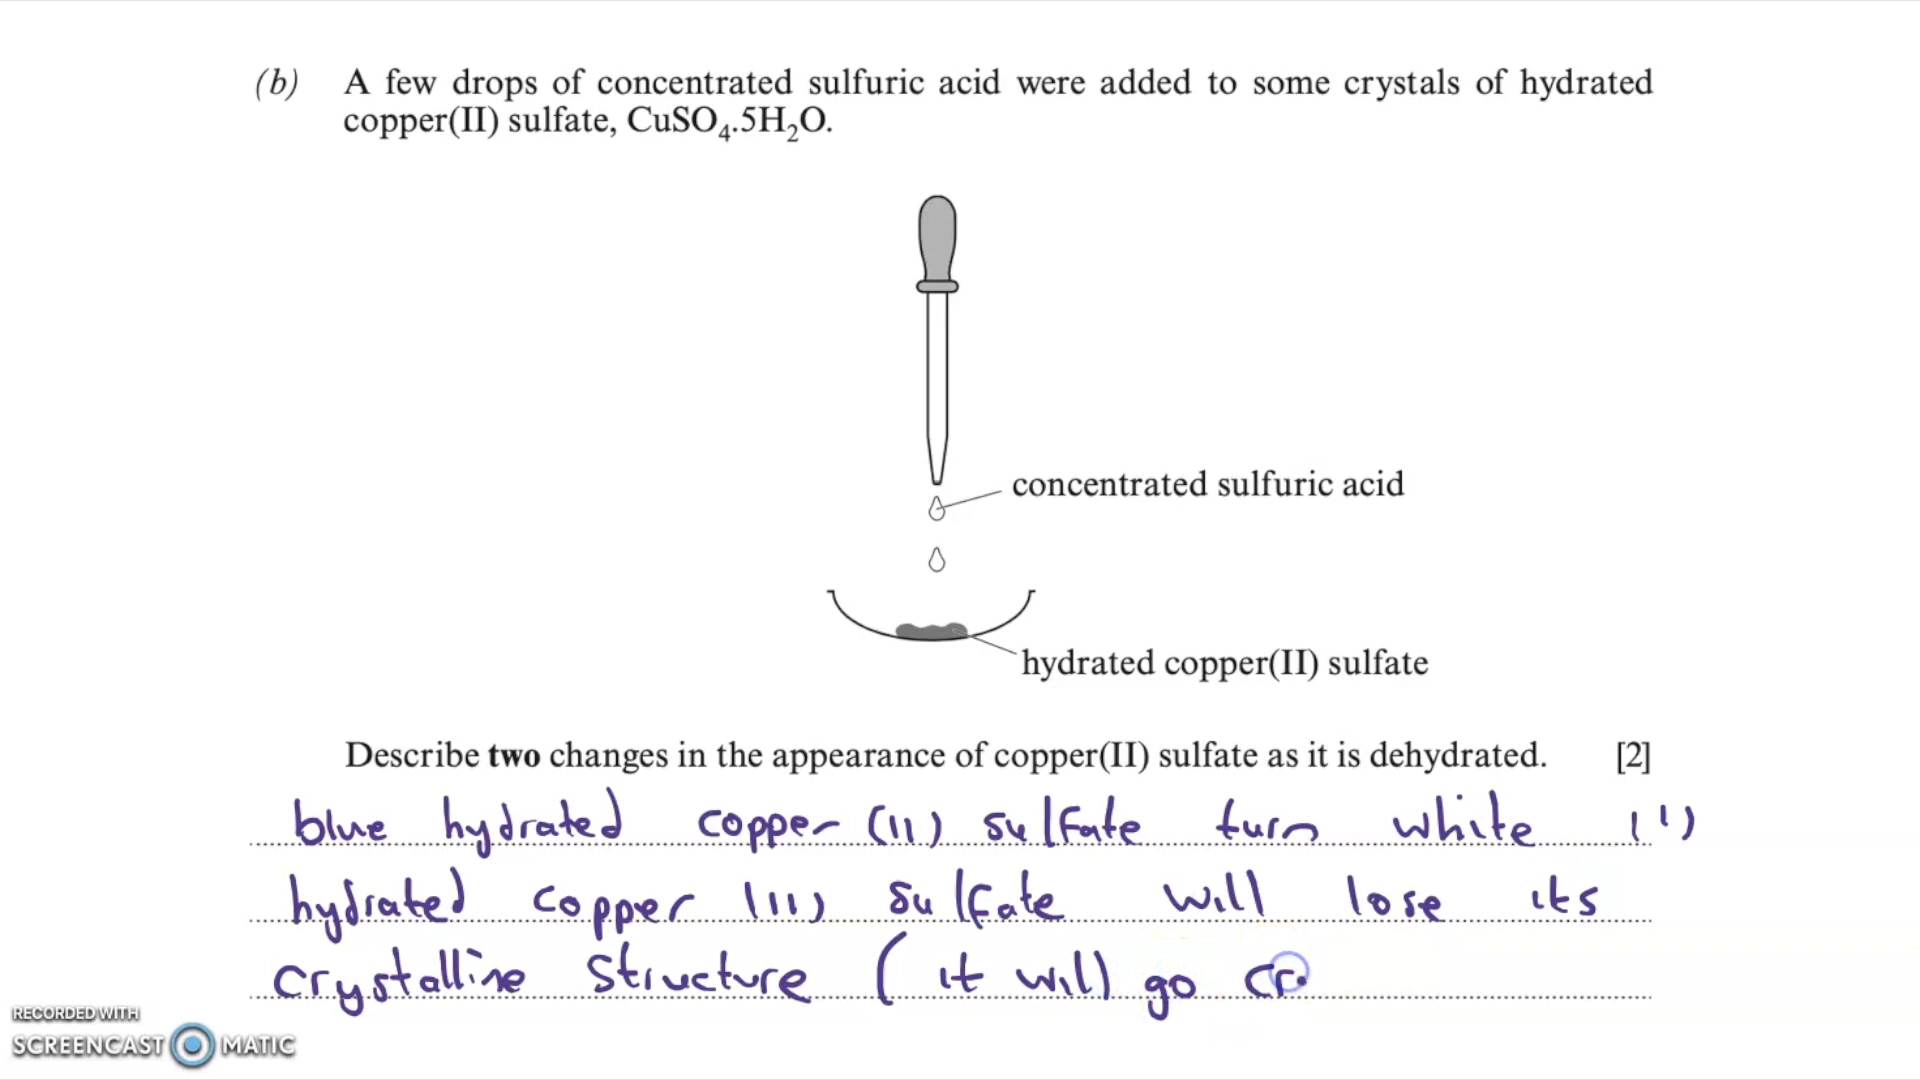 (b) A few drops of concentrated sulfuric acid were added to some crystals of hydrated
copper(II) sulfate, CuSO₄.5H₂O.
concentrated sulfuric acid
hydrated copper(II) sulfate
Describe two changes in the appearance of copper(II) sulfate as it is dehydrated. [2]
blue hydrated copper (II) sulfate turn white (1)
hydrated copper (II) sulfate will lose its
crystalline structure (it will go cr
RECORDED WITH
SCREENCAST MATIC